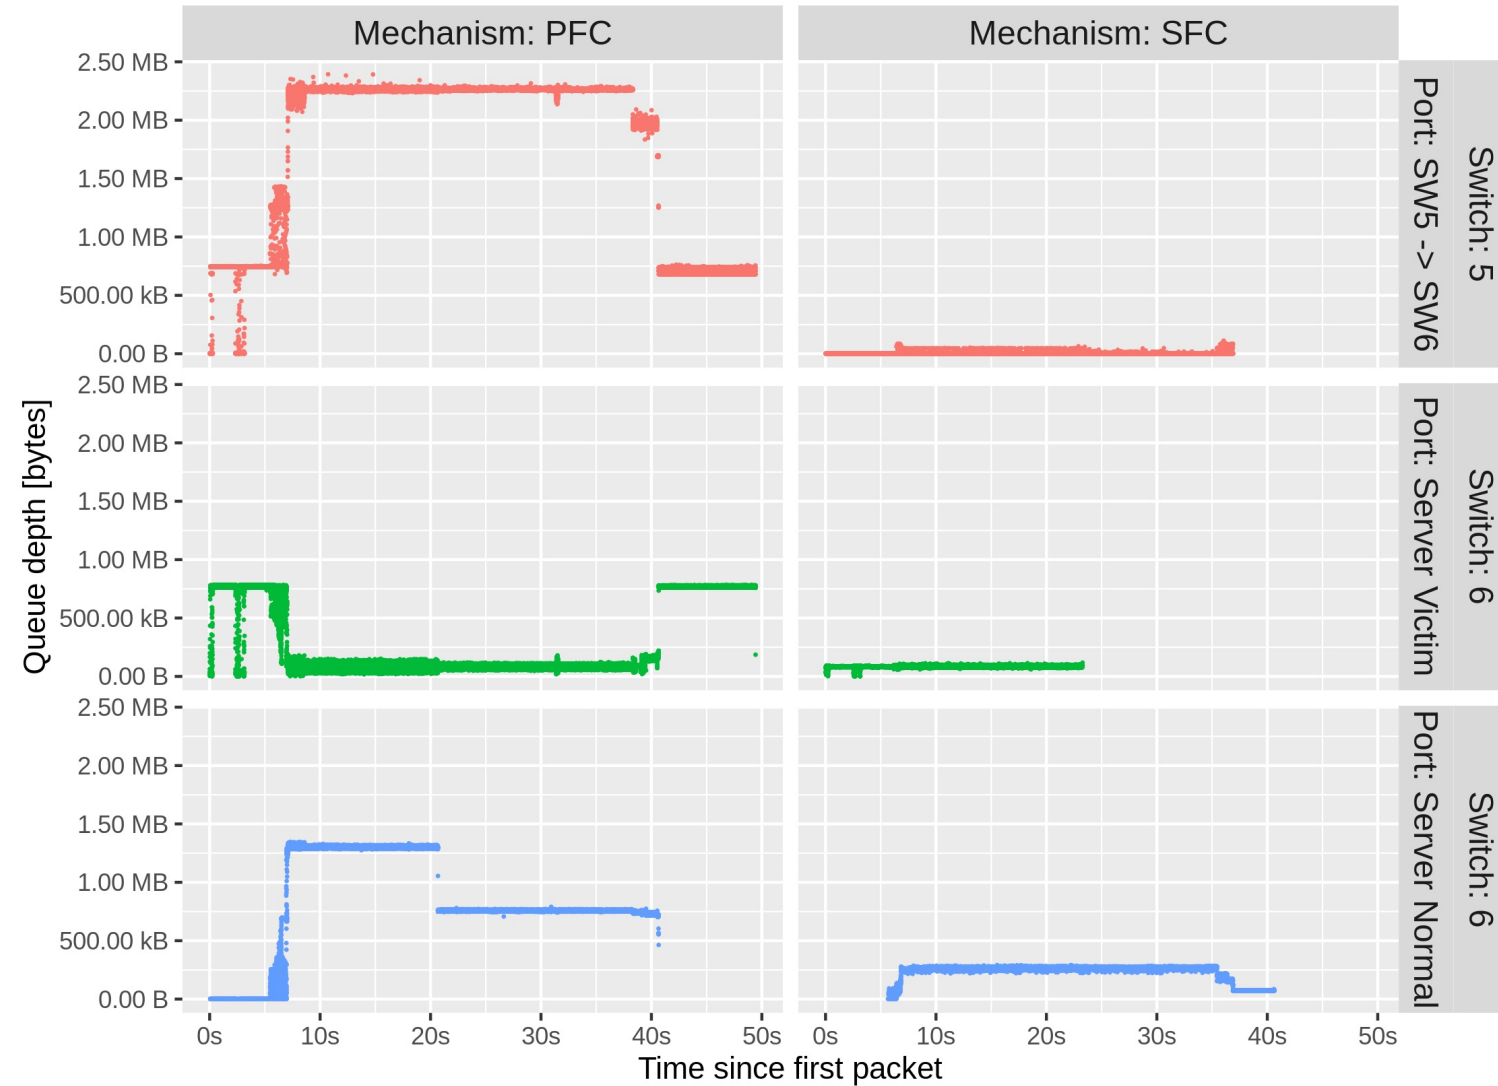 Mechanism: PFC
Mechanism: SFC
Queue depth [bytes]
2.50 MB
2.00 MB
1.50 MB
1.00 MB
500.00 kB
0.00 B
Port: SW5 -> SW6
Switch: 5
2.50 MB
2.00 MB
1.50 MB
1.00 MB
500.00 kB
0.00 B
Port: Server Victim
Switch: 6
2.50 MB
2.00 MB
1.50 MB
1.00 MB
500.00 kB
0.00 B
Port: Server Normal
Switch: 6
0s 10s 20s 30s 40s 50s
0s 10s 20s 30s 40s 50s
Time since first packet